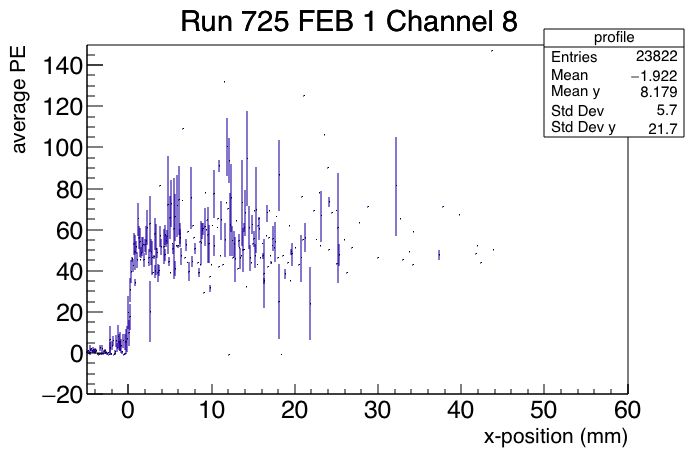 Run 725 FEB 1 Channel 8
profile
Entries 23822
Mean −1.922
Mean y 8.179
Std Dev 5.7
Std Dev y 21.7
average PE
140
120
100
80
60
40
20
0
−20
0 10 20 30 40 50 60
x-position (mm)